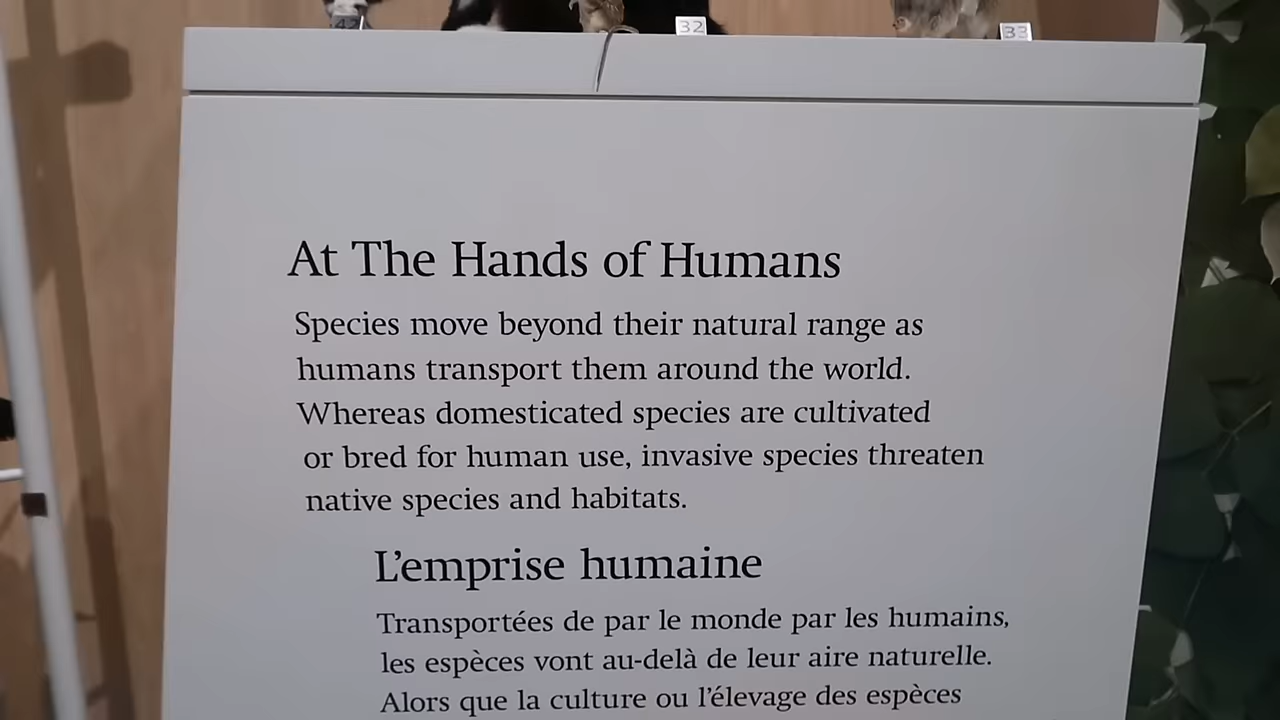 42
32
33
At The Hands of Humans
Species move beyond their natural range as
humans transport them around the world.
Whereas domesticated species are cultivated
or bred for human use, invasive species threaten
native species and habitats.
L’emprise humaine
Transportées de par le monde par les humains,
les espèces vont au-delà de leur aire naturelle.
Alors que la culture ou l’élevage des espèces